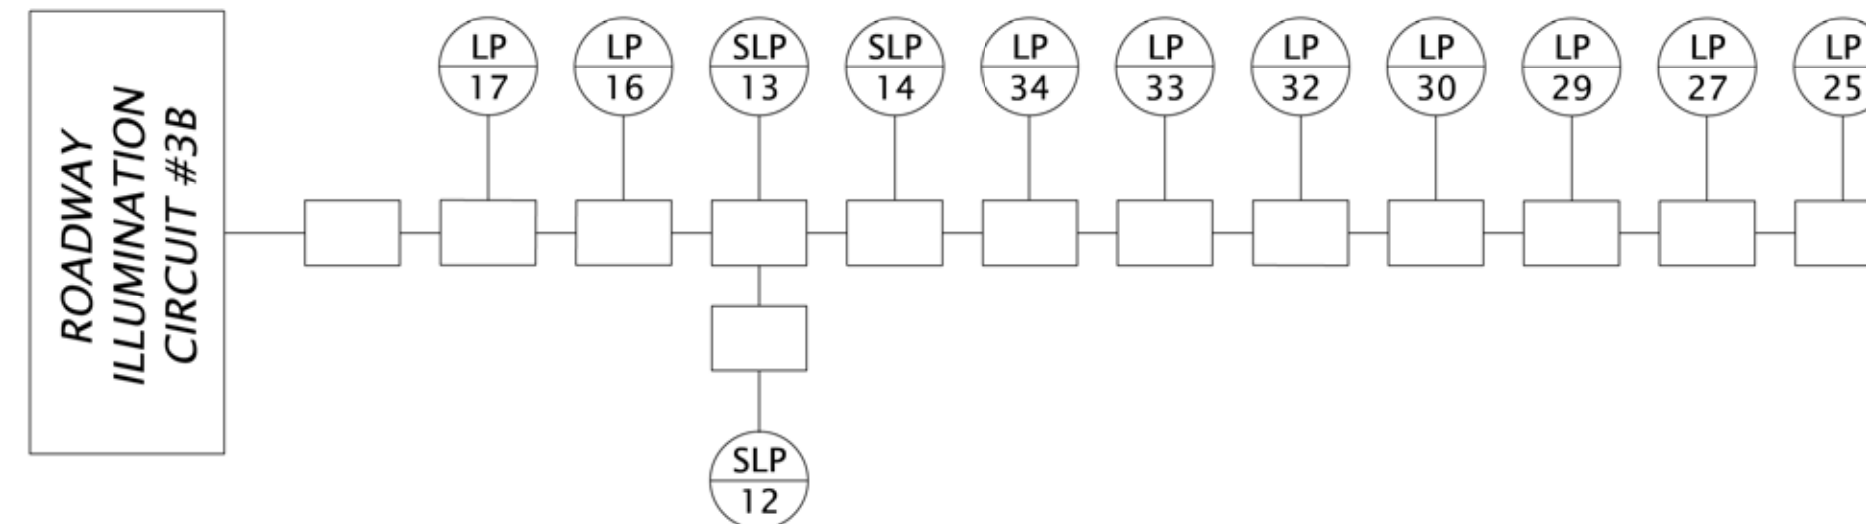 ROADWAY
ILLUMINATION
CIRCUIT #3B
LP
17
LP
16
SLP
13
SLP
14
LP
34
LP
33
LP
32
LP
30
LP
29
LP
27
LP
25
SLP
12